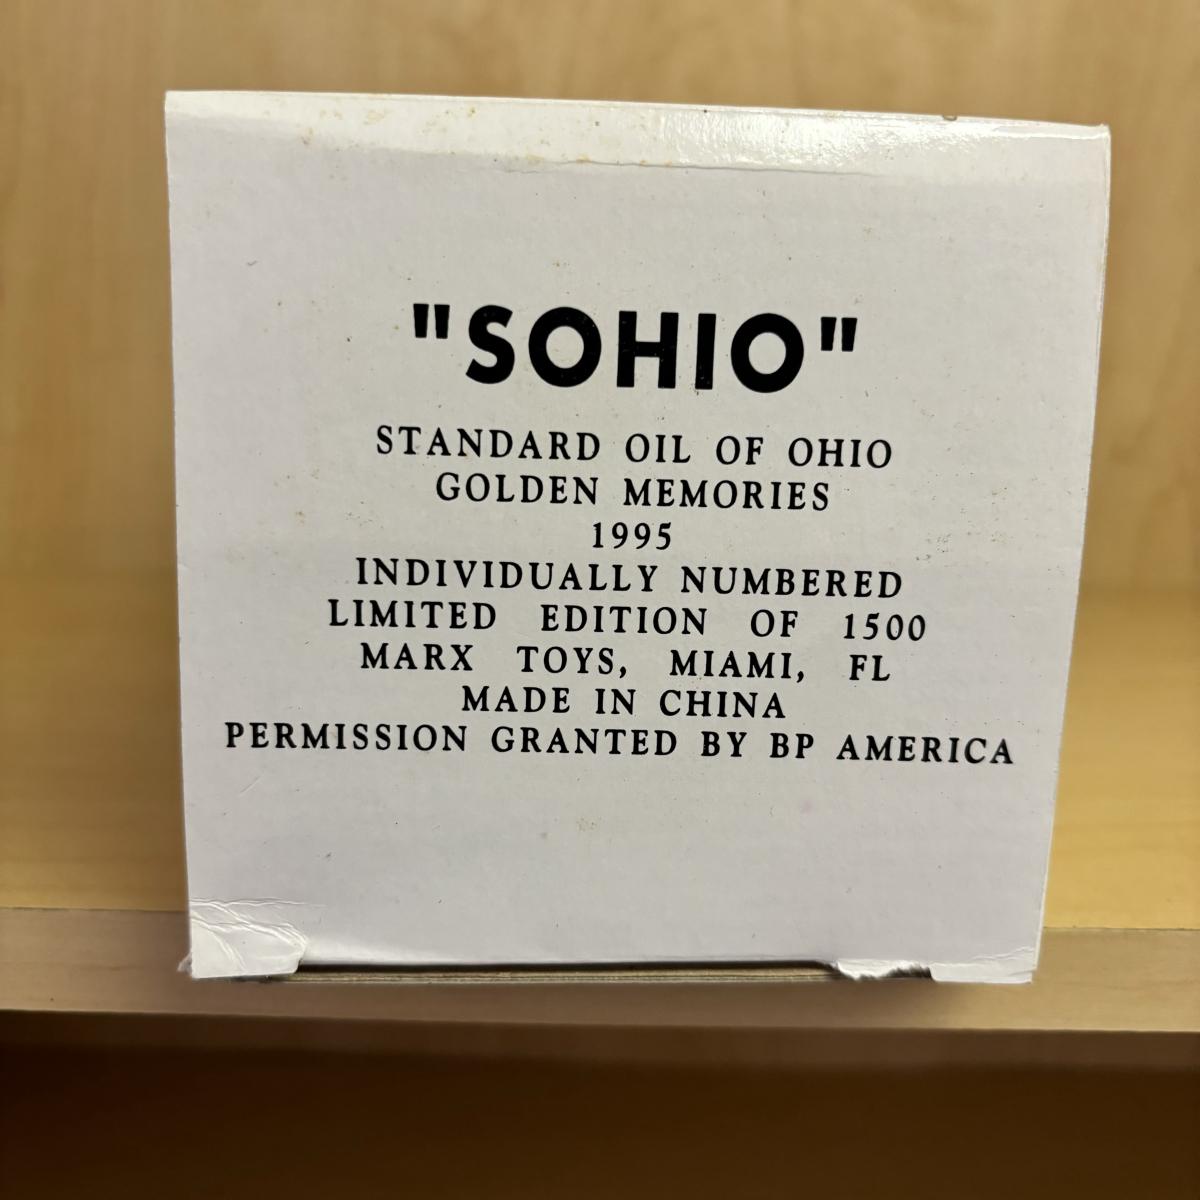 "SOHIO"
STANDARD OIL OF OHIO
GOLDEN MEMORIES
1995
INDIVIDUALLY NUMBERED
LIMITED EDITION OF 1500
MARX TOYS, MIAMI, FL
MADE IN CHINA
PERMISSION GRANTED BY BP AMERICA